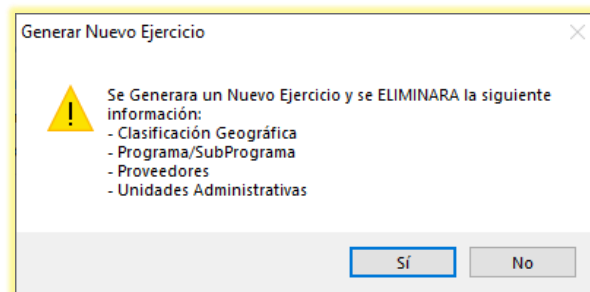 Generar Nuevo Ejercicio
Se Generara un Nuevo Ejercicio y se ELIMINARA la siguiente
información:
- Clasificación Geográfica
- Programa/SubPrograma
- Proveedores
- Unidades Administrativas
Sí
No